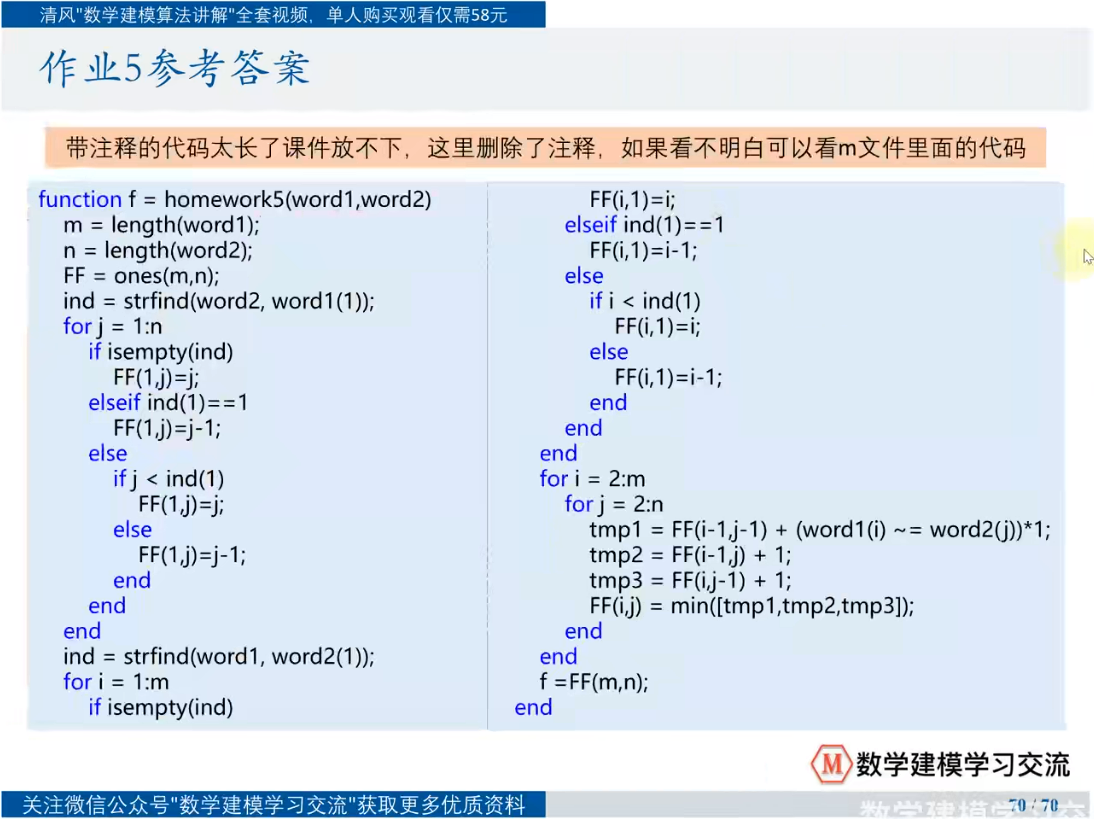 清风"数学建模算法讲解"全套视频，单人购买观看仅需58元
作业5参考答案
带注释的代码太长了课件放不下，这里删除了注释，如果看不明白可以看m文件里面的代码
function f = homework5(word1,word2)
m = length(word1);
n = length(word2);
FF = ones(m,n);
ind = strfind(word2, word1(1));
for j = 1:n
if isempty(ind)
FF(1,j)=j;
elseif ind(1)==1
FF(1,j)=j-1;
else
if j < ind(1)
FF(1,j)=j;
else
FF(1,j)=j-1;
end
end
end
ind = strfind(word1, word2(1));
for i = 1:m
if isempty(ind)
FF(i,1)=i;
elseif ind(1)==1
FF(i,1)=i-1;
else
if i < ind(1)
FF(i,1)=i;
else
FF(i,1)=i-1;
end
end
end
for i = 2:m
for j = 2:n
tmp1 = FF(i-1,j-1) + (word1(i) ~= word2(j))*1;
tmp2 = FF(i-1,j) + 1;
tmp3 = FF(i,j-1) + 1;
FF(i,j) = min([tmp1,tmp2,tmp3]);
end
end
f =FF(m,n);
end
M 数学建模学习交流
关注微信公众号"数学建模学习交流"获取更多优质资料
数学建模学习交
70 / 70